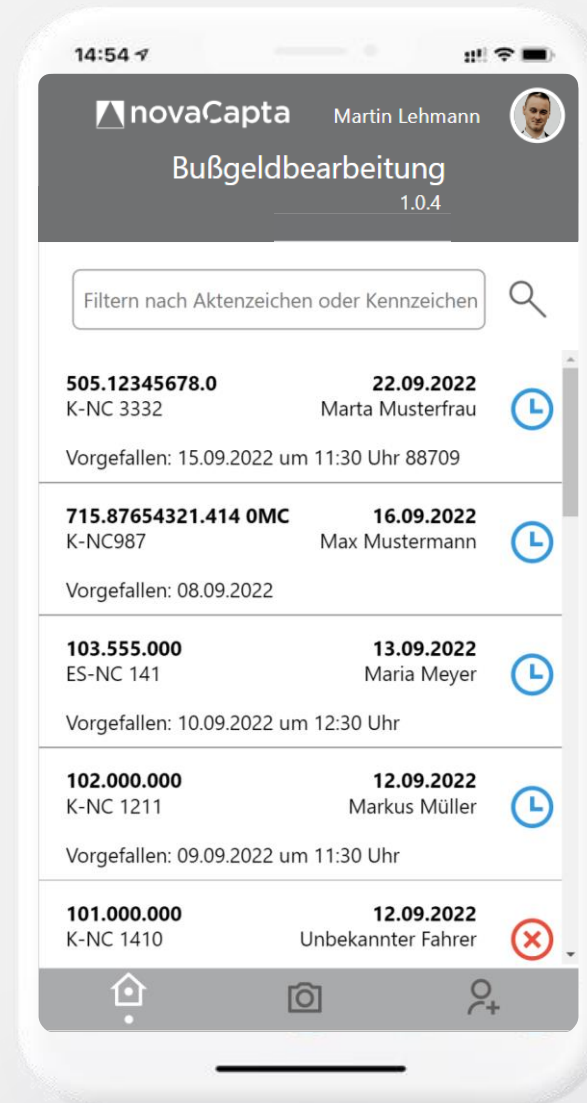 14:54
novaCapta Martin Lehmann
Bußgeldbearbeitung
1.0.4
Filtern nach Aktenzeichen oder Kennzeichen
505.12345678.0 22.09.2022
K-NC 3332 Marta Musterfrau
Vorgefallen: 15.09.2022 um 11:30 Uhr 88709
715.87654321.414 0MC 16.09.2022
K-NC987 Max Mustermann
Vorgefallen: 08.09.2022
103.555.000 13.09.2022
ES-NC 141 Maria Meyer
Vorgefallen: 10.09.2022 um 12:30 Uhr
102.000.000 12.09.2022
K-NC 1211 Markus Müller
Vorgefallen: 09.09.2022 um 11:30 Uhr
101.000.000 12.09.2022
K-NC 1410 Unbekannter Fahrer